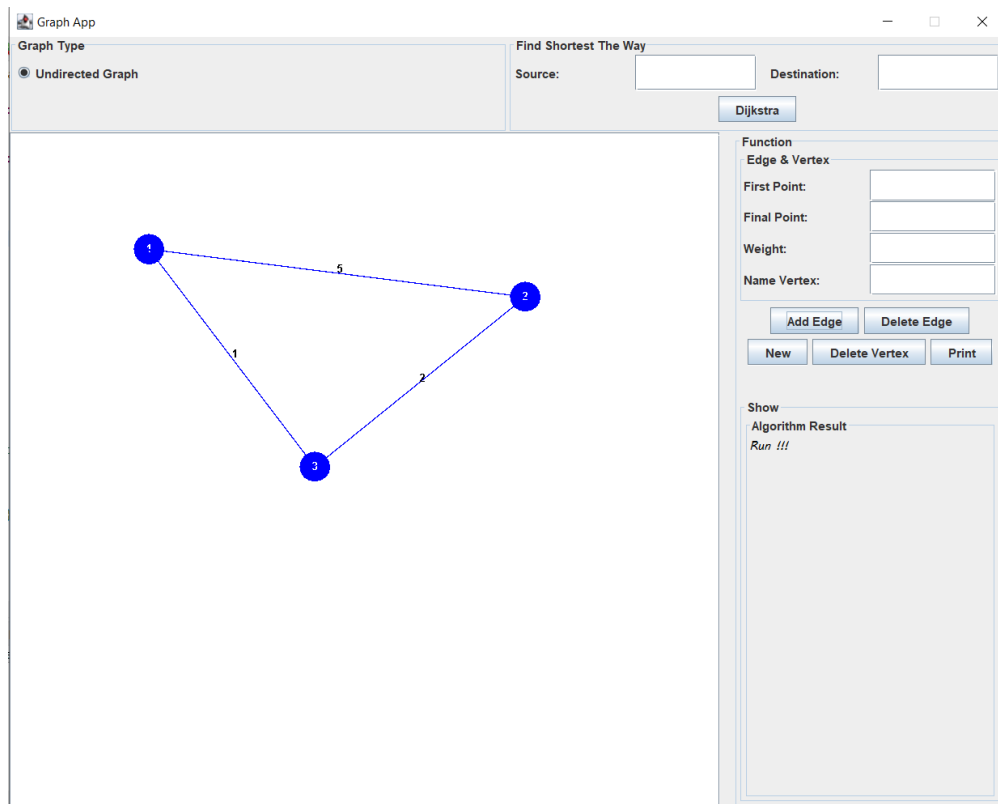 Graph App
Graph Type
Undirected Graph
Find Shortest The Way
Source:
Destination:
Dijkstra
5
2
1
2
3
Function
Edge & Vertex
First Point:
Final Point:
Weight:
Name Vertex:
Add Edge
Delete Edge
New
Delete Vertex
Print
Show
Algorithm Result
Run !!!